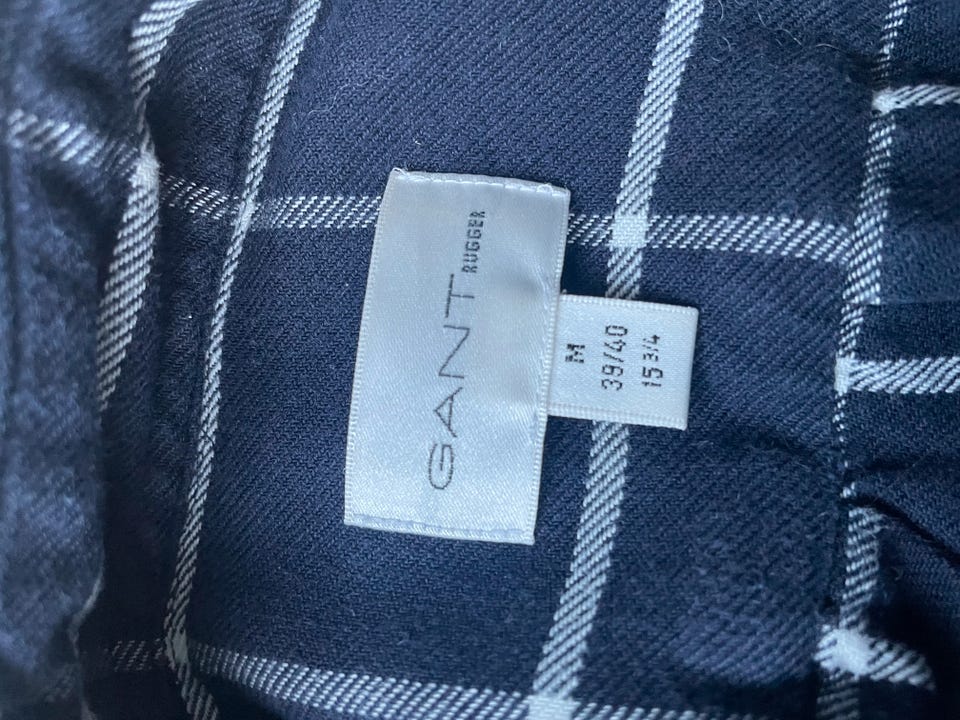 RUGGER
GANT
M
39/40
15 3/4